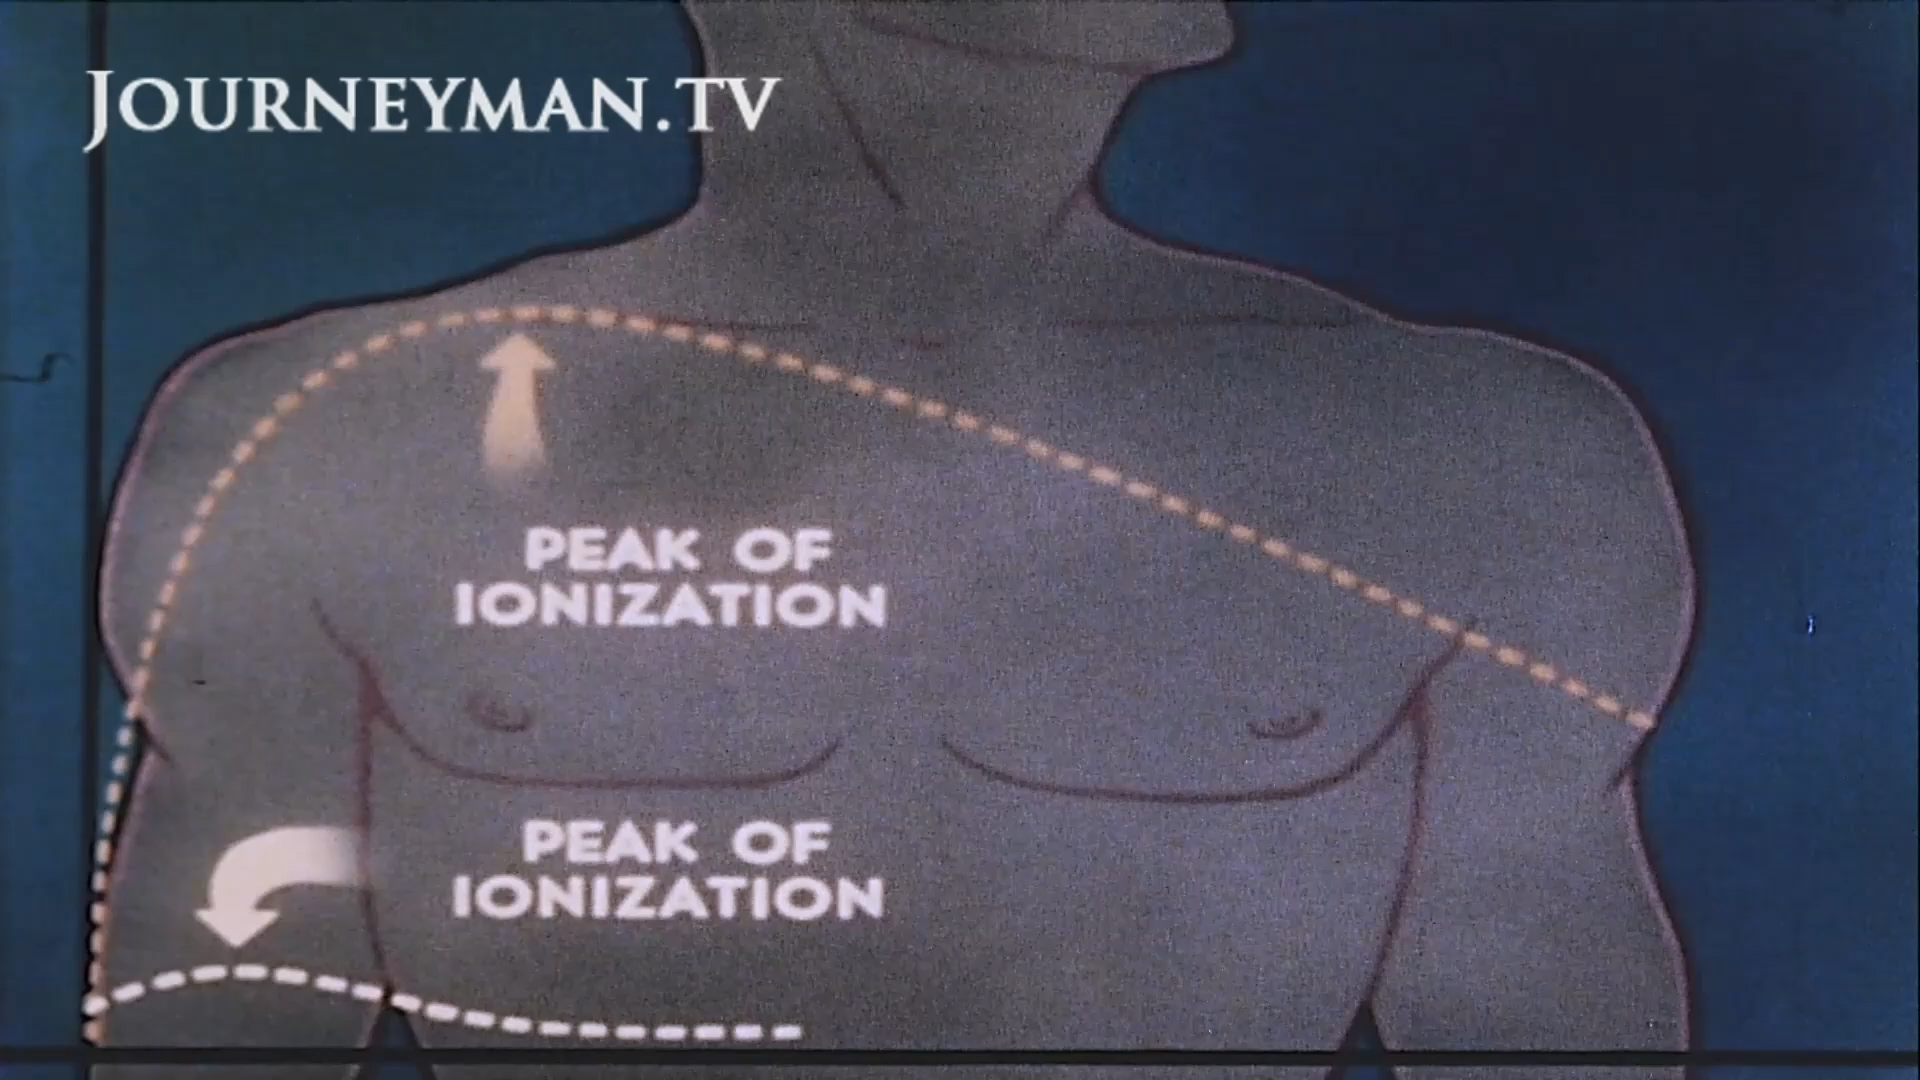 JOURNEYMAN.TV
PEAK OF
IONIZATION
PEAK OF
IONIZATION